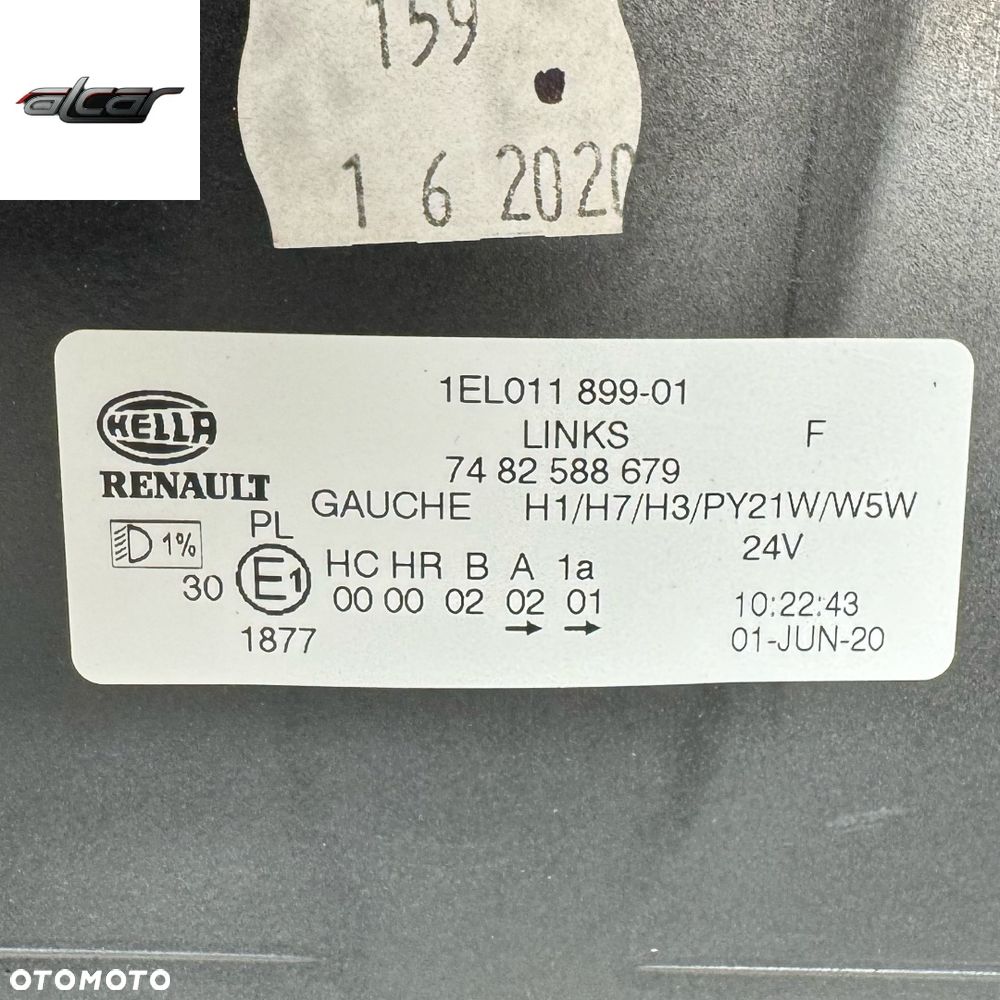 159
alcar
1 6 2020
1EL011 899-01
HELLA
LINKS F
74 82 588 679
RENAULT
GAUCHE H1/H7/H3/PY21W/W5W
PL
1%
24V
HC HR B A 1a
30 E1
00 00 02 02 01
10:22:43
1877
01-JUN-20
OTOMOTO